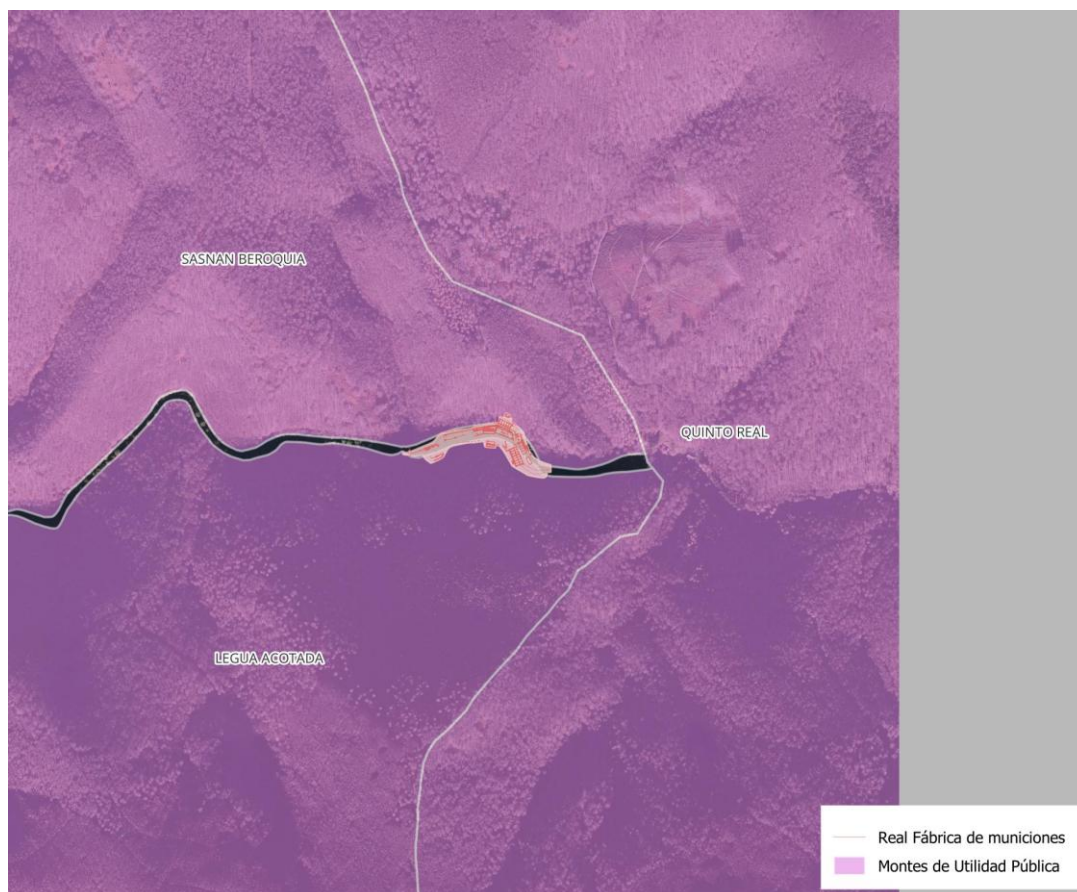 SASNAN BEROQUIA
QUINTO REAL
LEGUA ACOTADA
Real Fábrica de municiones
Montes de Utilidad Pública